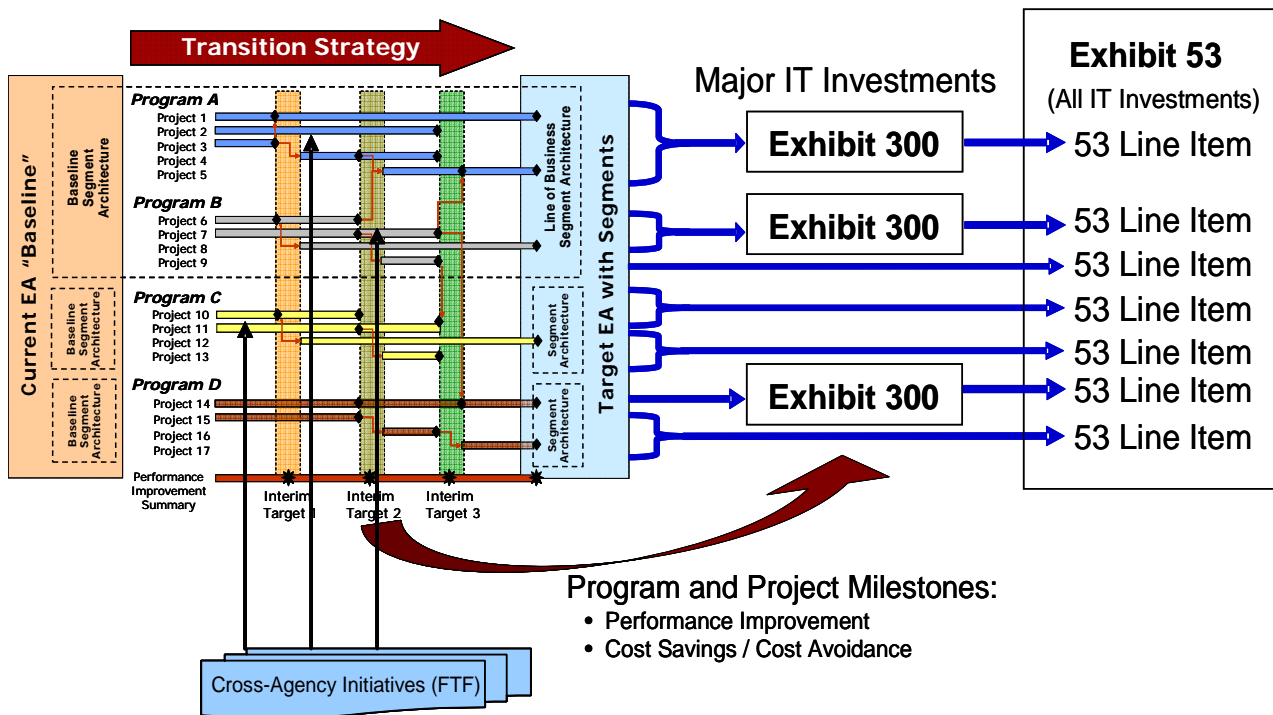 Transition Strategy
Current EA “Baseline”
Baseline
Segment
Architecture
Baseline
Segment
Architecture
Baseline
Segment
Architecture
Program A
Project 1
Project 2
Project 3
Project 4
Project 5
Program B
Project 6
Project 7
Project 8
Project 9
Program C
Project 10
Project 11
Project 12
Project 13
Program D
Project 14
Project 15
Project 16
Project 17
Performance
Improvement
Summary
Interim
Target 1
Interim
Target 2
Interim
Target 3
Line of Business
Segment Architecture
Segment
Architecture
Segment
Architecture
Target EA with Segments
Major IT Investments
Exhibit 300
Exhibit 300
Exhibit 300
Exhibit 53
(All IT Investments)
53 Line Item
53 Line Item
53 Line Item
53 Line Item
53 Line Item
53 Line Item
53 Line Item
Program and Project Milestones:
• Performance Improvement
• Cost Savings / Cost Avoidance
Cross-Agency Initiatives (FTF)